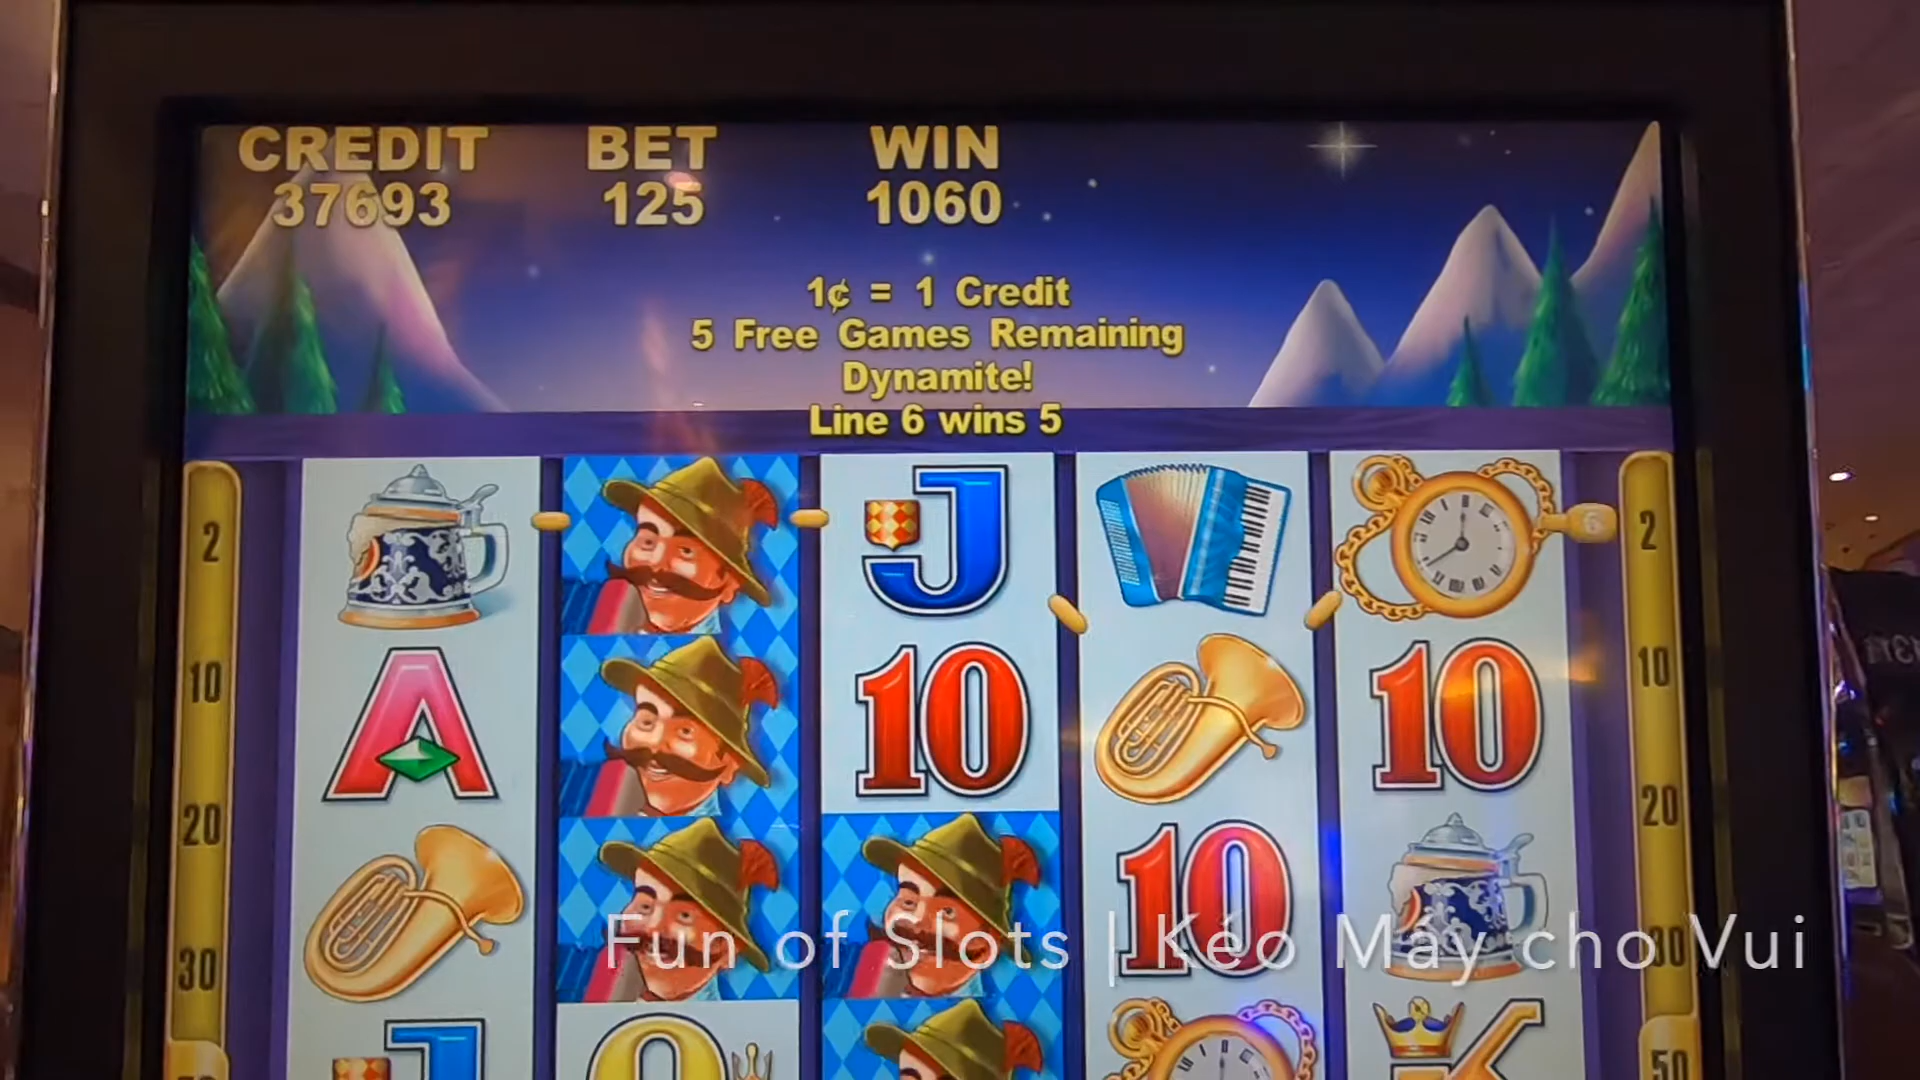 CREDIT BET WIN
37693 125 1060
1¢ = 1 Credit
5 Free Games Remaining
Dynamite!
Line 6 wins 5
2 J 2
10 A 10 10 10
20 10 20
30 30
J Q K 50
Fun of Slots | Kéo Máy cho Vui